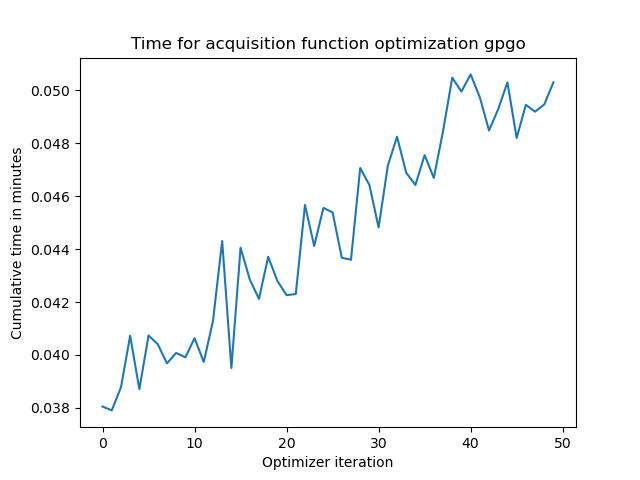 Time for acquisition function optimization gpgo
0.050
0.048
0.046
0.044
0.042
0.040
0.038
Cumulative time in minutes
0 10 20 30 40 50
Optimizer iteration